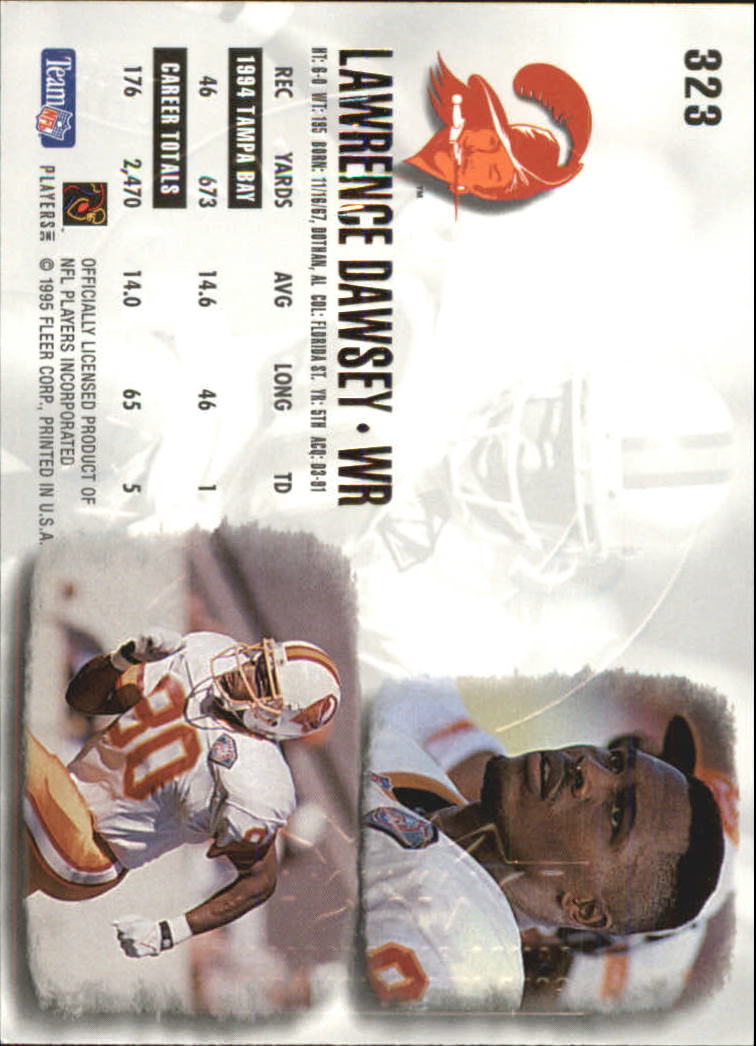 323
™
LAWRENCE DAWSEY • WR
HT: 6-0 WT: 195 BORN: 11/16/67, DOTHAN, AL COL: FLORIDA ST. YR: 5TH ACQ: D3-91
REC YARDS AVG LONG TD
1994 TAMPA BAY
46 673 14.6 46 1
CAREER TOTALS
176 2,470 14.0 65 5
Team NFL
PLAYERS INC
OFFICIALLY LICENSED PRODUCT OF
NFL PLAYERS INCORPORATED
© 1995 FLEER CORP., PRINTED IN U.S.A.
80